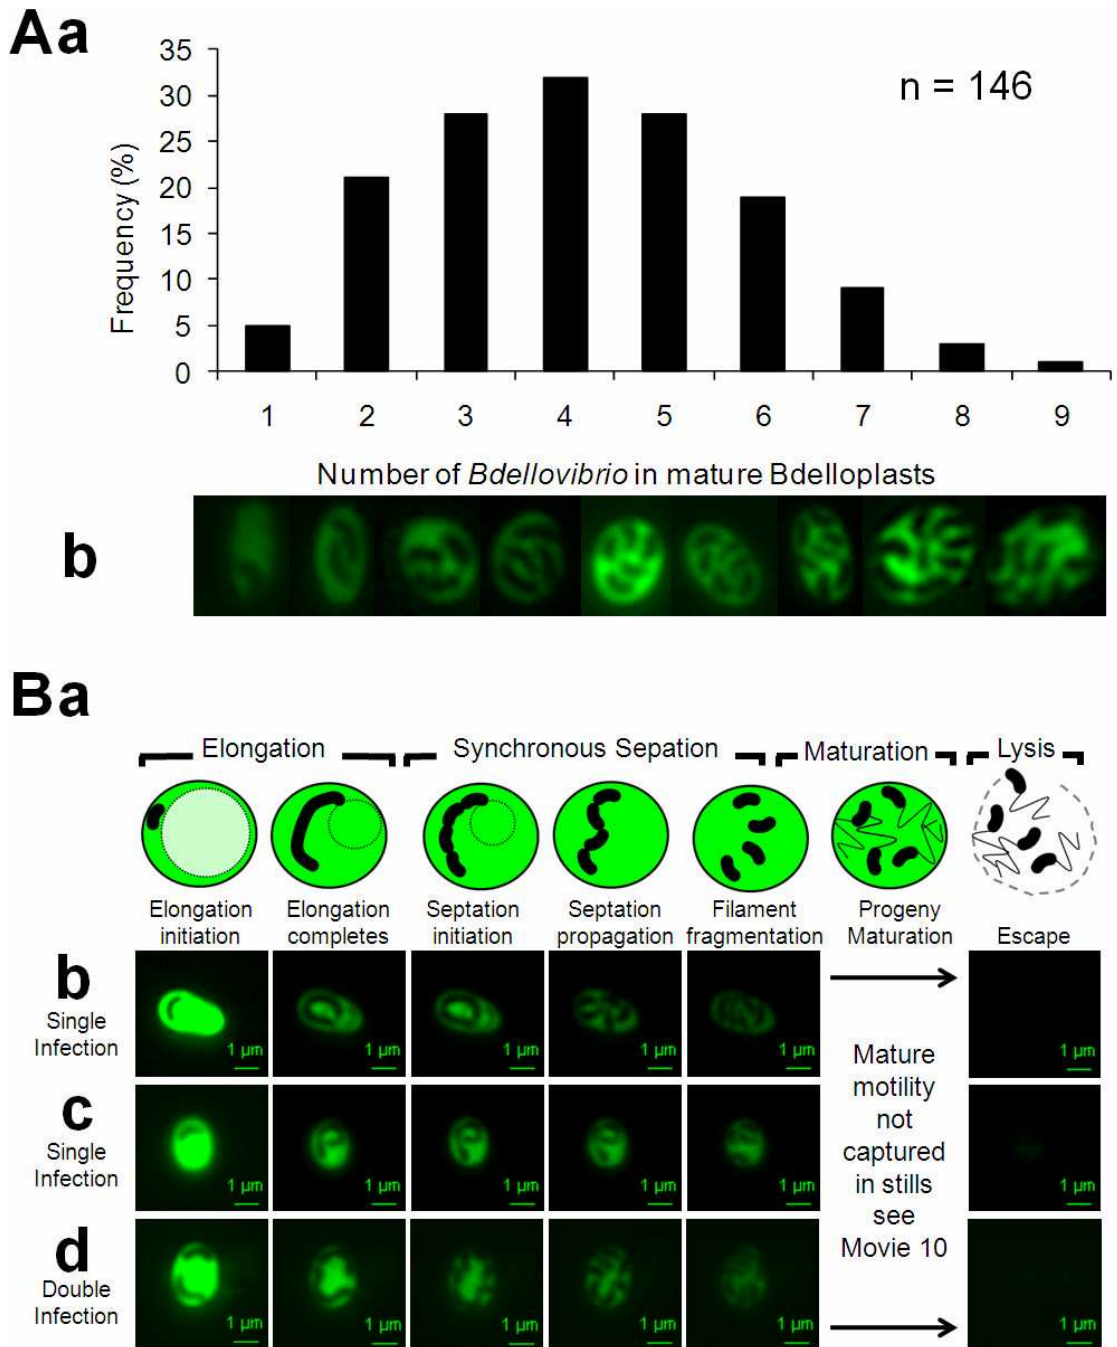 Aa
35
30
25
20
15
10
5
0
Frequency (%)
n = 146
1 2 3 4 5 6 7 8 9
Number of Bdellovibrio in mature Bdelloplasts
b
Ba
Elongation
Synchronous Sepation
Maturation
Lysis
Elongation
initiation
Elongation
completes
Septation
initiation
Septation
propagation
Filament
fragmentation
Progeny
Maturation
Escape
b
Single
Infection
1 µm
1 µm
1 µm
1 µm
1 µm
1 µm
c
Single
Infection
1 µm
1 µm
1 µm
1 µm
1 µm
1 µm
d
Double
Infection
1 µm
1 µm
1 µm
1 µm
1 µm
1 µm
Mature
motility
not
captured
in stills
see
Movie 10